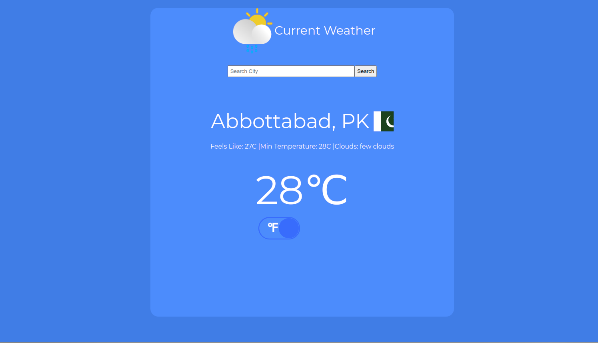 Current Weather
Search City
Search
Abbottabad, PK
Feels Like: 27C |Min Temperature: 28C |Clouds: few clouds
28℃
℉